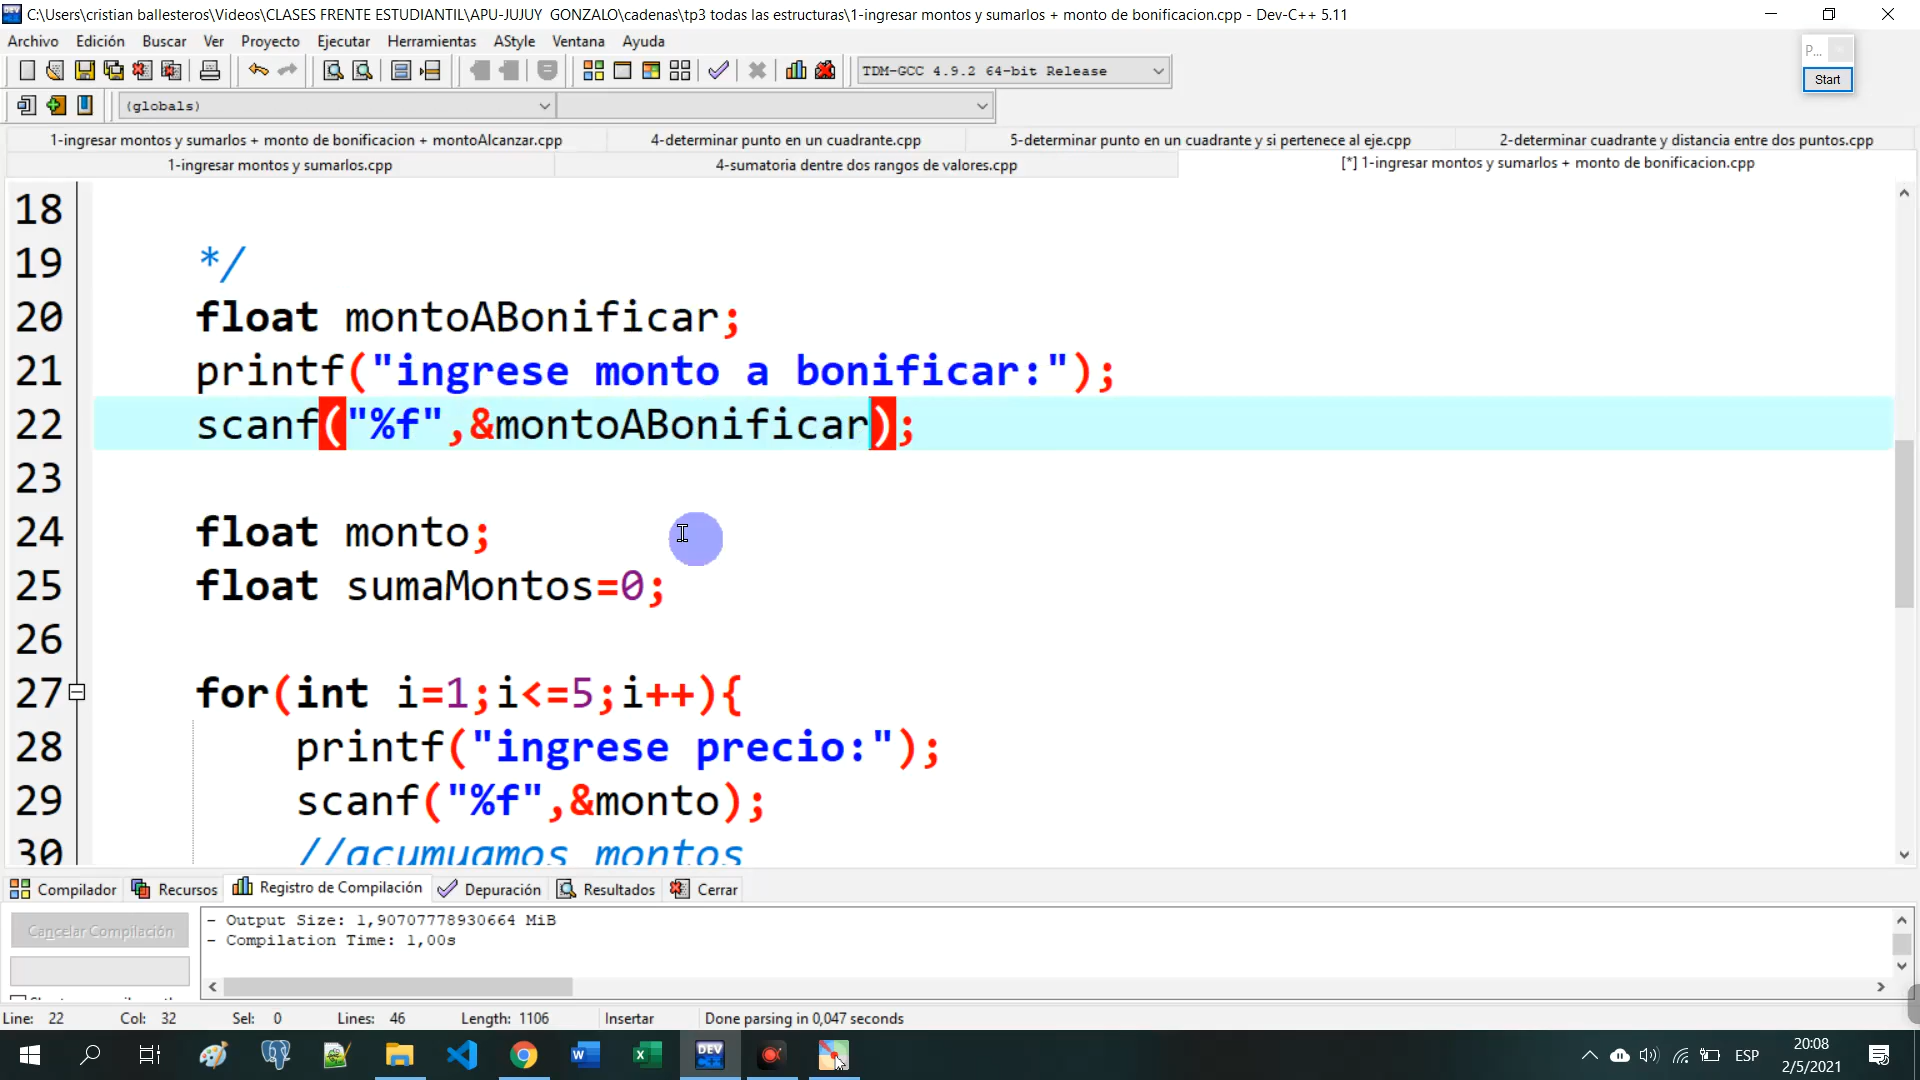 C:\Users\cristian ballesteros\Videos\CLASES FRENTE ESTUDIANTIL\APU-JUJUY  GONZALO\cadenas\tp3 todas las estructuras\1-ingresar montos y sumarlos + monto de bonificacion.cpp - Dev-C++ 5.11
Archivo Edición Buscar Ver Proyecto Ejecutar Herramientas AStyle Ventana Ayuda
P...
Start
TDM-GCC 4.9.2 64-bit Release
(globals)
1-ingresar montos y sumarlos + monto de bonificacion + montoAlcanzar.cpp 4-determinar punto en un cuadrante.cpp 5-determinar punto en un cuadrante y si pertenece al eje.cpp 2-determinar cuadrante y distancia entre dos puntos.cpp
1-ingresar montos y sumarlos.cpp 4-sumatoria dentre dos rangos de valores.cpp [*] 1-ingresar montos y sumarlos + monto de bonificacion.cpp
18
19 */
20 float montoABonificar;
21 printf("ingrese monto a bonificar:");
22 scanf("%f",&montoABonificar);
23
24 float monto;
25 float sumaMontos=0;
26
27 for(int i=1;i<=5;i++){
28 printf("ingrese precio:");
29 scanf("%f",&monto);
30 //acumuamos montos
Compilador Recursos Registro de Compilación Depuración Resultados Cerrar
Cancelar Compilación
- Output Size: 1,90707778930664 MiB
- Compilation Time: 1,00s
Line: 22 Col: 32 Sel: 0 Lines: 46 Length: 1106 Insertar Done parsing in 0,047 seconds
DEV
ESP
20:08
2/5/2021